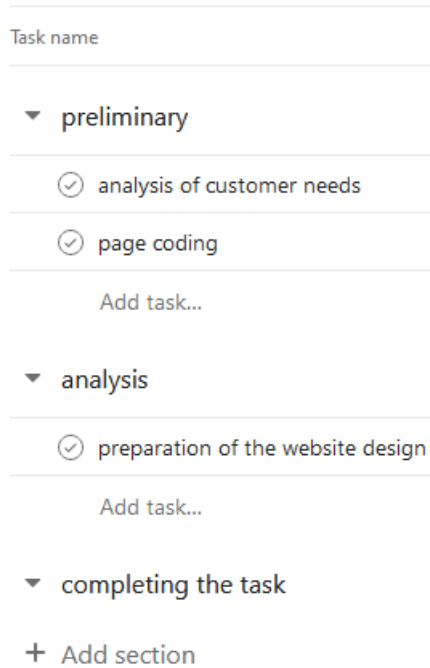 Task name
preliminary
analysis of customer needs
page coding
Add task...
analysis
preparation of the website design
Add task...
completing the task
+ Add section